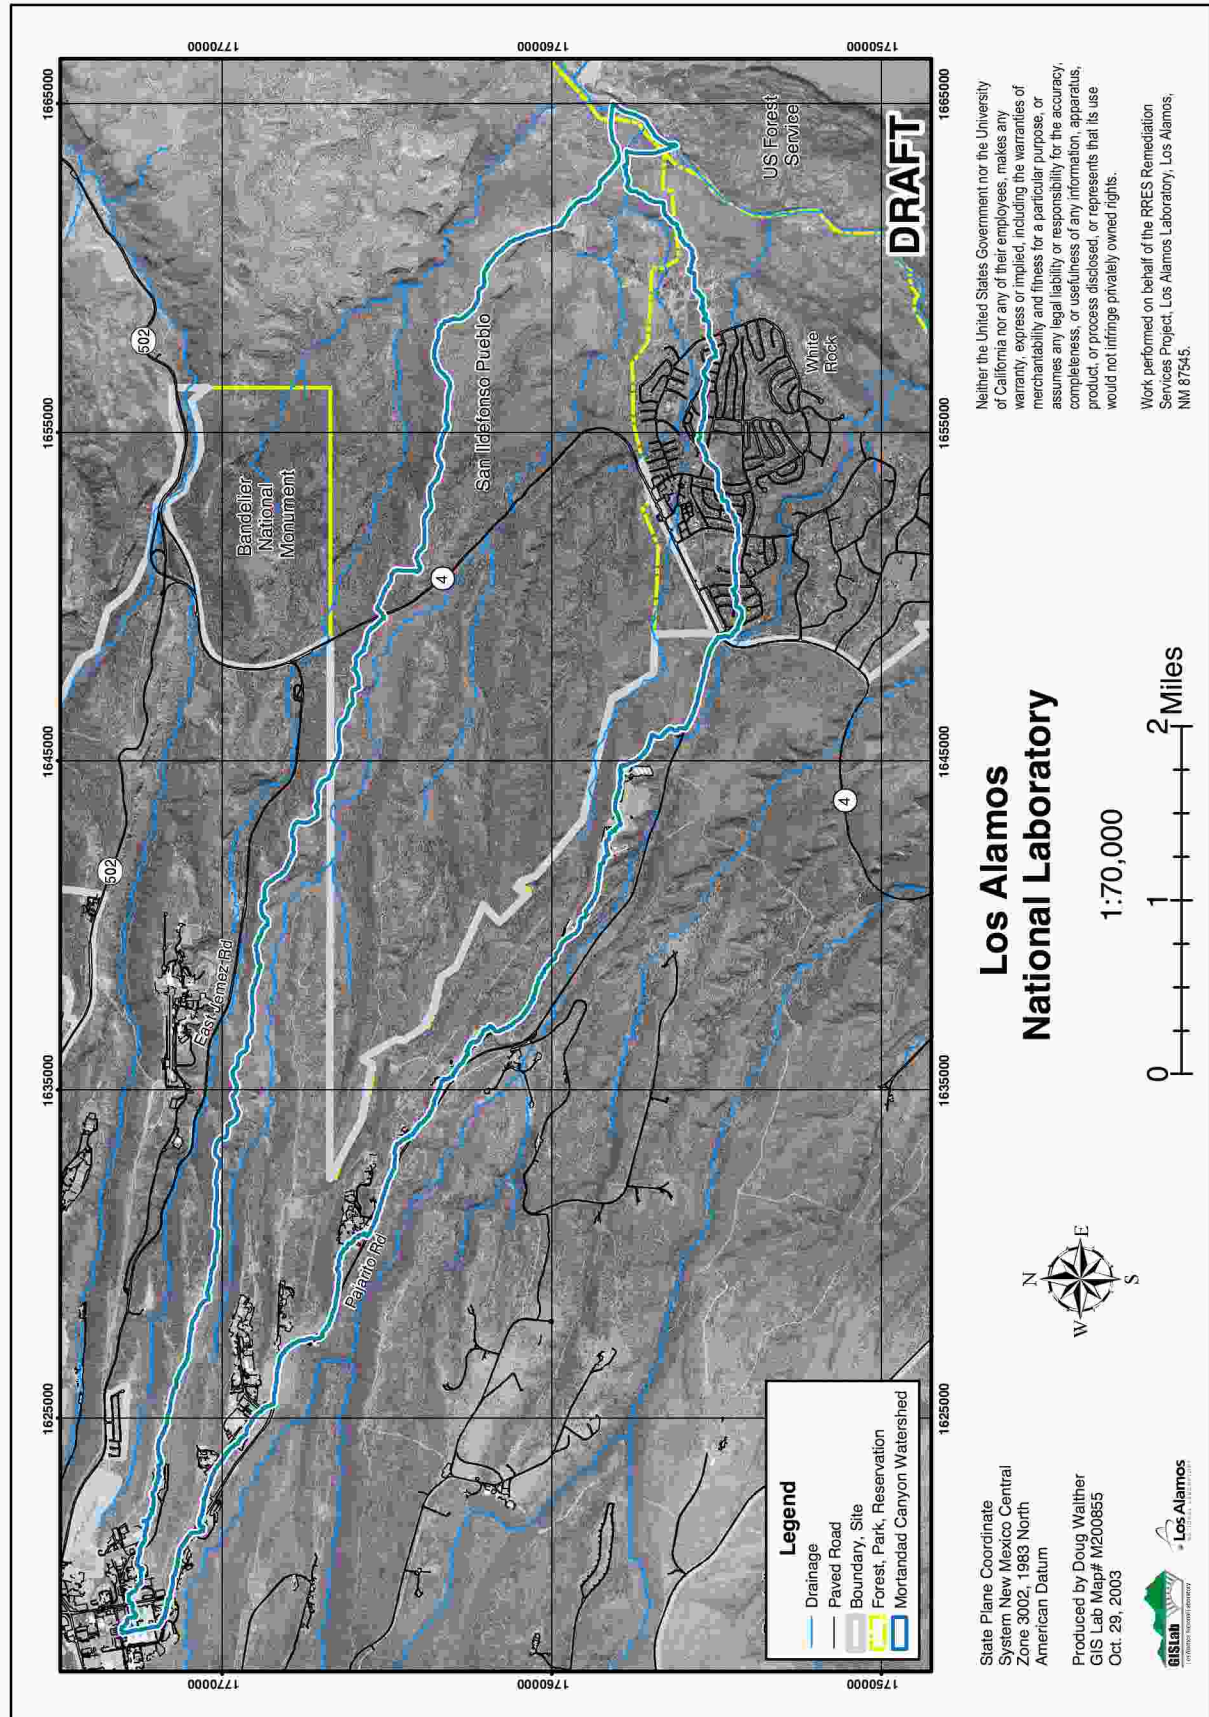 1625000
1635000
1645000
1655000
1665000
1770000
1770000
1760000
1760000
1750000
1750000
502
502
East Jemez Rd
Bandelier
National
Monument
4
San Ildefonso Pueblo
Pajarito Rd
White
Rock
US Forest
Service
4
DRAFT
Legend
Drainage
Paved Road
Boundary, Site
Forest, Park, Reservation
Mortandad Canyon Watershed
1625000
1635000
1645000
1655000
1665000
State Plane Coordinate
System New Mexico Central
Zone 3002, 1983 North
American Datum
Produced by Doug Walther
GIS Lab Map# M200855
Oct. 29, 2003
GISLab
Los Alamos
N
W
E
S
Los Alamos
National Laboratory
1:70,000
0
1
2
Miles
Neither the United States Government nor the University
of California nor any of their employees, makes any
warranty, express or implied, including the warranties of
merchantability and fitness for a particular purpose, or
assumes any legal liability or responsibility for the accuracy,
completeness, or usefulness of any information, apparatus,
product, or process disclosed, or represents that its use
would not infringe privately owned rights.
Work performed on behalf of the RRES Remediation
Services Project, Los Alamos Laboratory, Los Alamos,
NM 87545.